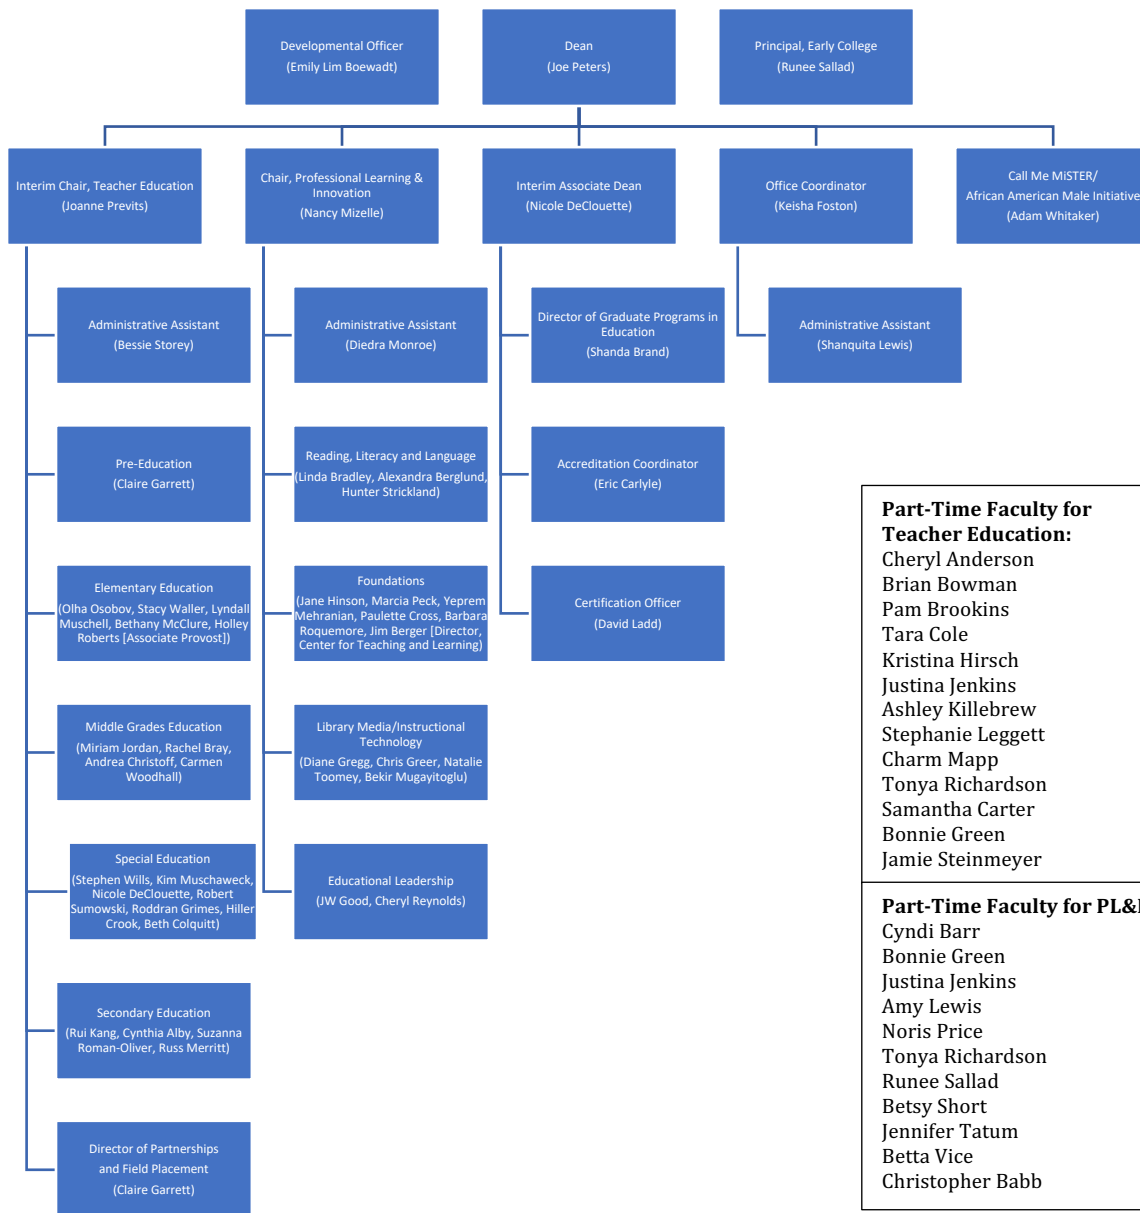 Developmental Officer
(Emily Lim Boewadt)
Dean
(Joe Peters)
Principal, Early College
(Runee Sallad)
Interim Chair, Teacher Education
(Joanne Previts)
Chair, Professional Learning &
Innovation
(Nancy Mizelle)
Interim Associate Dean
(Nicole DeClouette)
Office Coordinator
(Keisha Foston)
Call Me MiSTER/
African American Male Initiative
(Adam Whitaker)
Administrative Assistant
(Bessie Storey)
Administrative Assistant
(Diedra Monroe)
Director of Graduate Programs in
Education
(Shanda Brand)
Administrative Assistant
(Shanquita Lewis)
Pre-Education
(Claire Garrett)
Reading, Literacy and Language
(Linda Bradley, Alexandra Berglund,
Hunter Strickland)
Accreditation Coordinator
(Eric Carlyle)
Elementary Education
(Olha Osobov, Stacy Waller, Lyndall
Muschell, Bethany McClure, Holley
Roberts [Associate Provost])
Foundations
(Jane Hinson, Marcia Peck, Yeprem
Mehranian, Paulette Cross, Barbara
Roquemore, Jim Berger [Director,
Center for Teaching and Learning)
Certification Officer
(David Ladd)
Middle Grades Education
(Miriam Jordan, Rachel Bray,
Andrea Christoff, Carmen
Woodhall)
Library Media/Instructional
Technology
(Diane Gregg, Chris Greer, Natalie
Toomey, Bekir Mugayitoglu)
Special Education
(Stephen Wills, Kim Muschaweck,
Nicole DeClouette, Robert
Sumowski, Roddran Grimes, Hiller
Crook, Beth Colquitt)
Educational Leadership
(JW Good, Cheryl Reynolds)
Secondary Education
(Rui Kang, Cynthia Alby, Suzanna
Roman-Oliver, Russ Merritt)
Director of Partnerships
and Field Placement
(Claire Garrett)
Part-Time Faculty for
Teacher Education:
Cheryl Anderson
Brian Bowman
Pam Brookins
Tara Cole
Kristina Hirsch
Justina Jenkins
Ashley Killebrew
Stephanie Leggett
Charm Mapp
Tonya Richardson
Samantha Carter
Bonnie Green
Jamie Steinmeyer
Part-Time Faculty for PL&I
Cyndi Barr
Bonnie Green
Justina Jenkins
Amy Lewis
Noris Price
Tonya Richardson
Runee Sallad
Betsy Short
Jennifer Tatum
Betta Vice
Christopher Babb